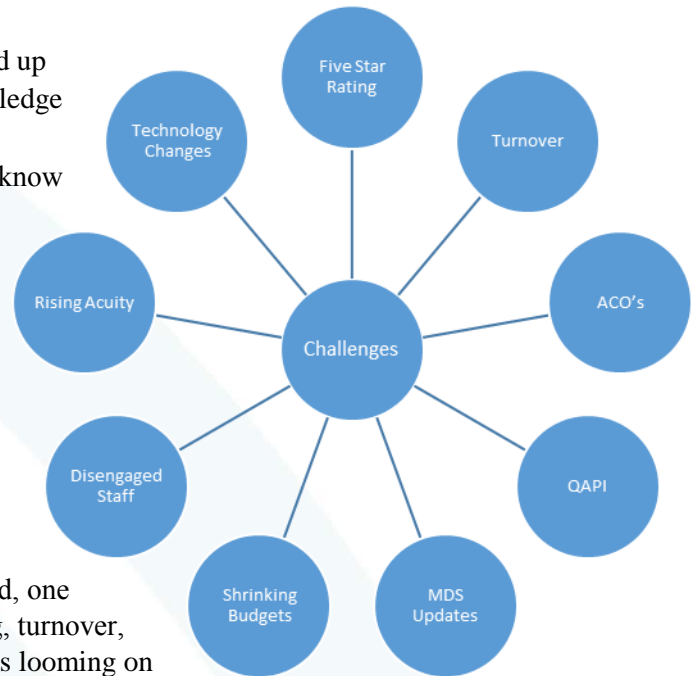 d up
ledge
know
Five Star
Rating
Technology
Changes
Turnover
Rising Acuity
ACO's
Challenges
Disengaged
Staff
QAPI
Shrinking
Budgets
MDS
Updates
d, one
, turnover,
s looming on